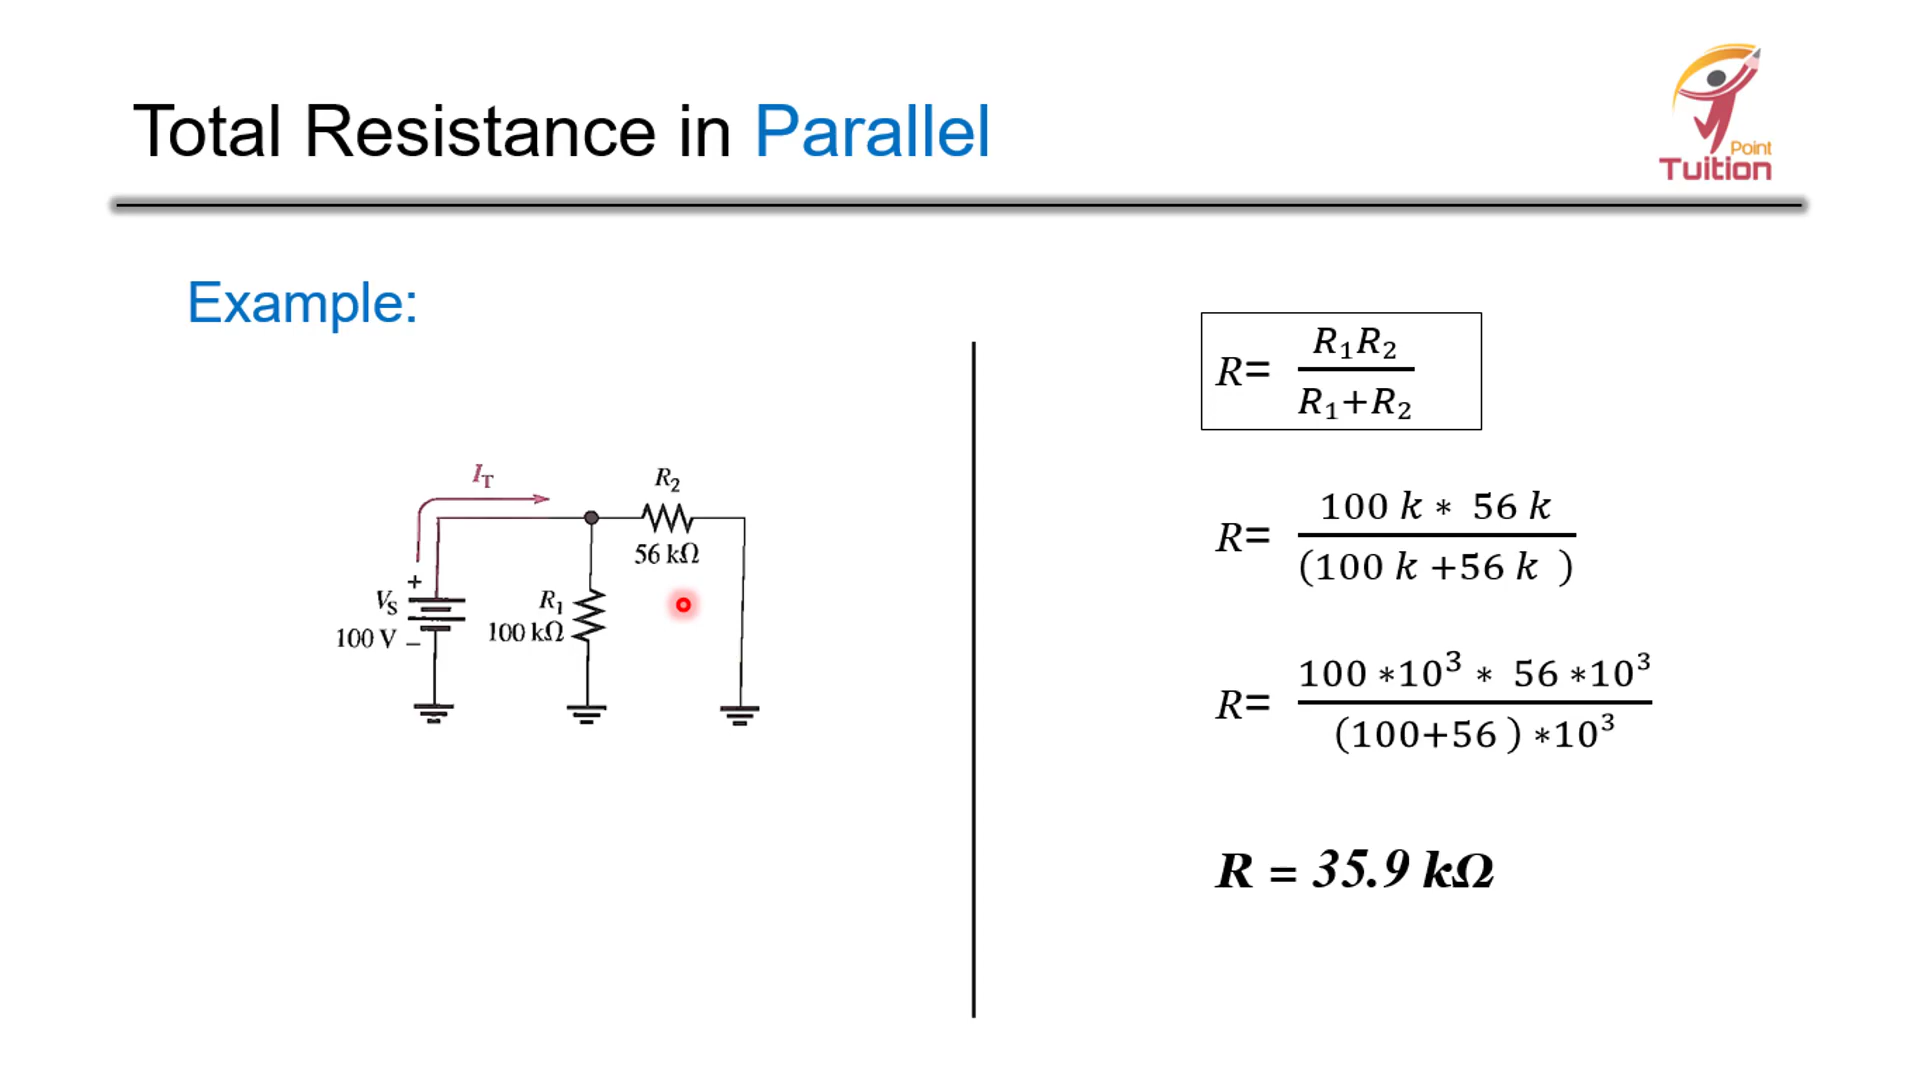 Total Resistance in Parallel
Point
Tuition
Example:
I_T
R_2
56 kΩ
+
V_S
100 V –
R_1
100 kΩ
R= R_1R_2 / R_1+R_2
R= 100 k * 56 k / (100 k +56 k )
R= 100 *10^3 * 56 *10^3 / (100+56 ) *10^3
R = 35.9 kΩ